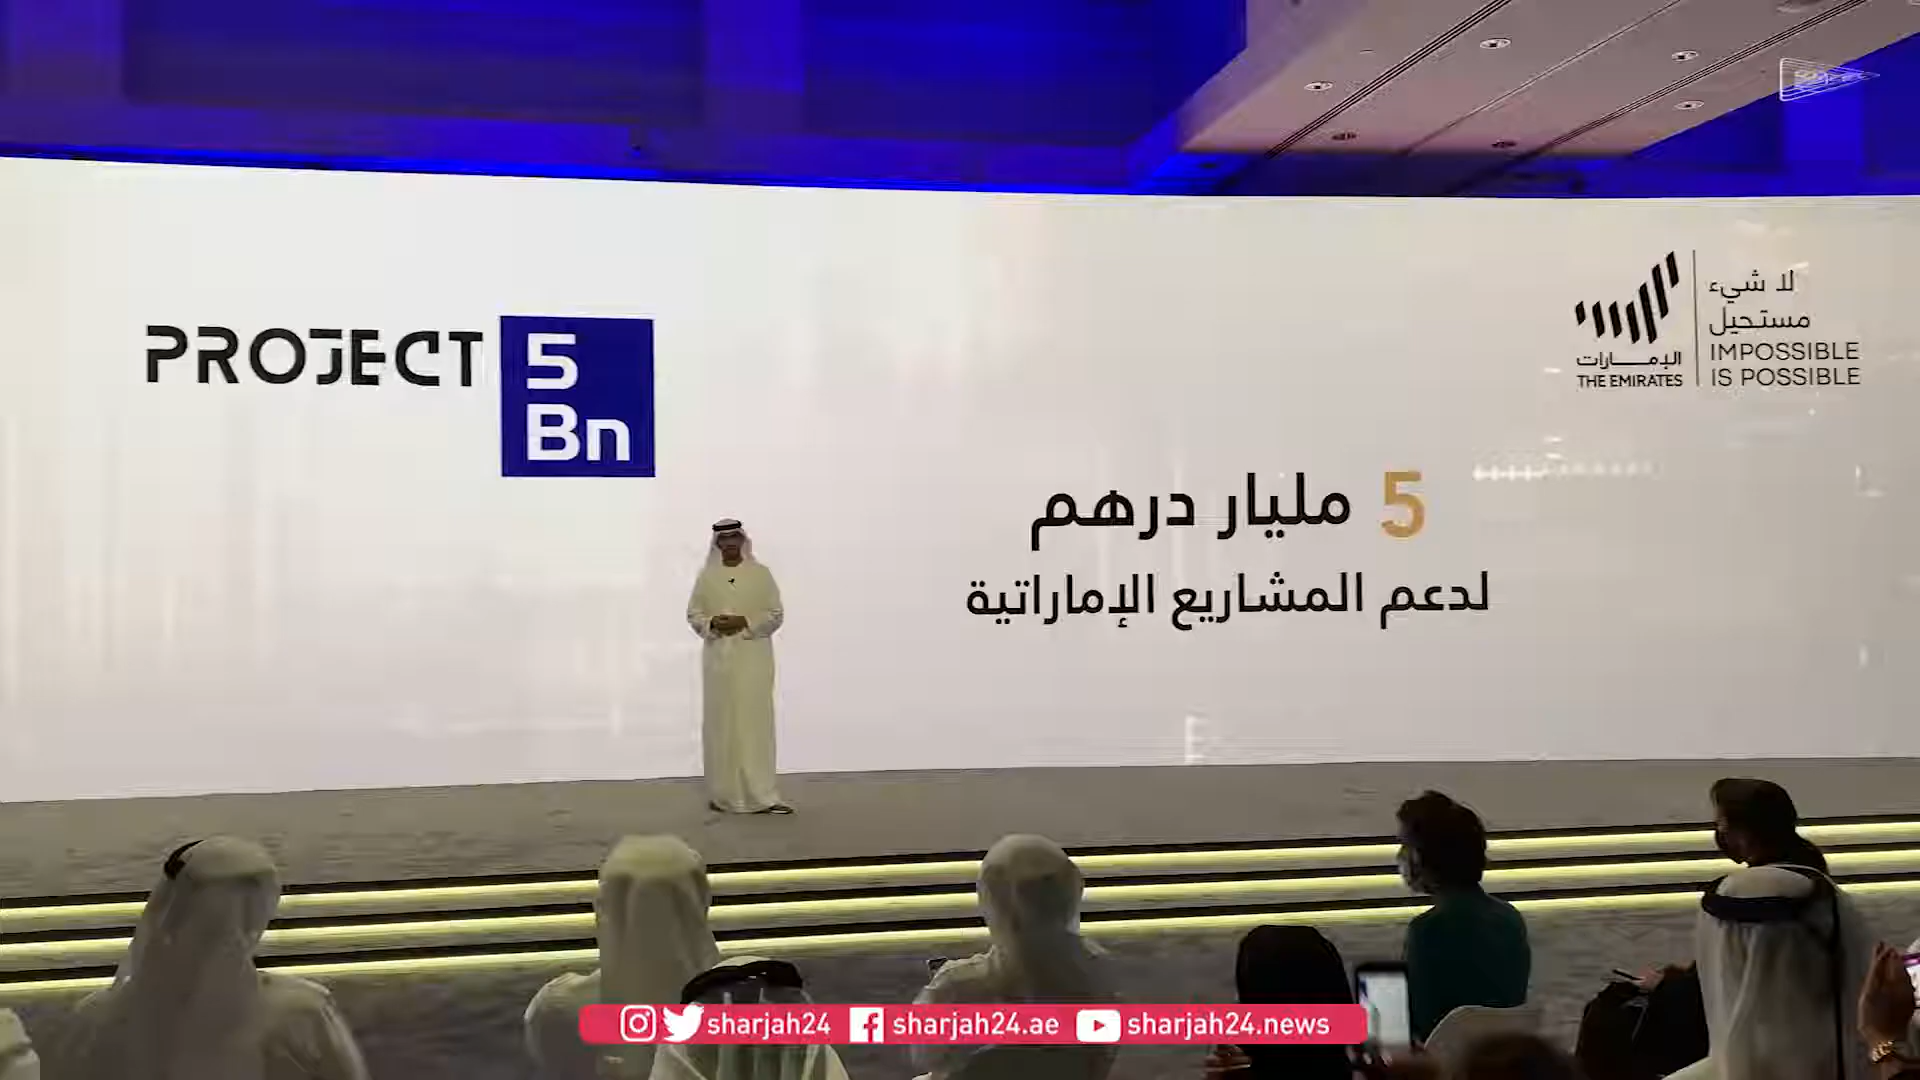 PROJECT
5
Bn
لا شيء
مستحيل
IMPOSSIBLE
IS POSSIBLE
الإمـــارات
THE EMIRATES
5 مليار درهم
لدعم المشاريع الإماراتية
sharjah24 sharjah24.ae sharjah24.news